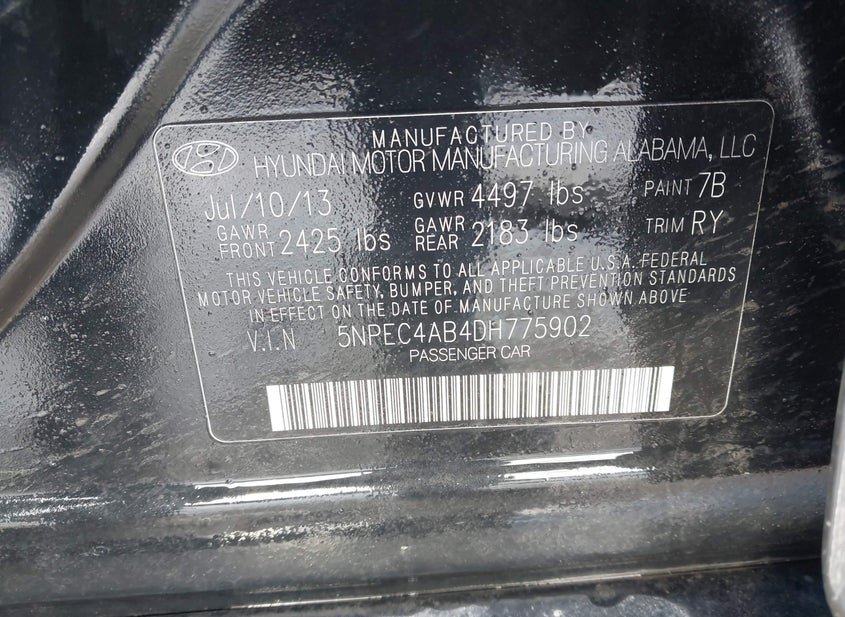 MANUFACTURED BY
HYUNDAI MOTOR MANUFACTURING ALABAMA, LLC
Jul/10/13 GVWR 4497 lbs PAINT 7B
GAWR FRONT 2425 lbs GAWR REAR 2183 lbs TRIM RY
THIS VEHICLE CONFORMS TO ALL APPLICABLE U.S.A. FEDERAL
MOTOR VEHICLE SAFETY, BUMPER, AND THEFT PREVENTION STANDARDS
IN EFFECT ON THE DATE OF MANUFACTURE SHOWN ABOVE
V.I.N 5NPEC4AB4DH775902
PASSENGER CAR